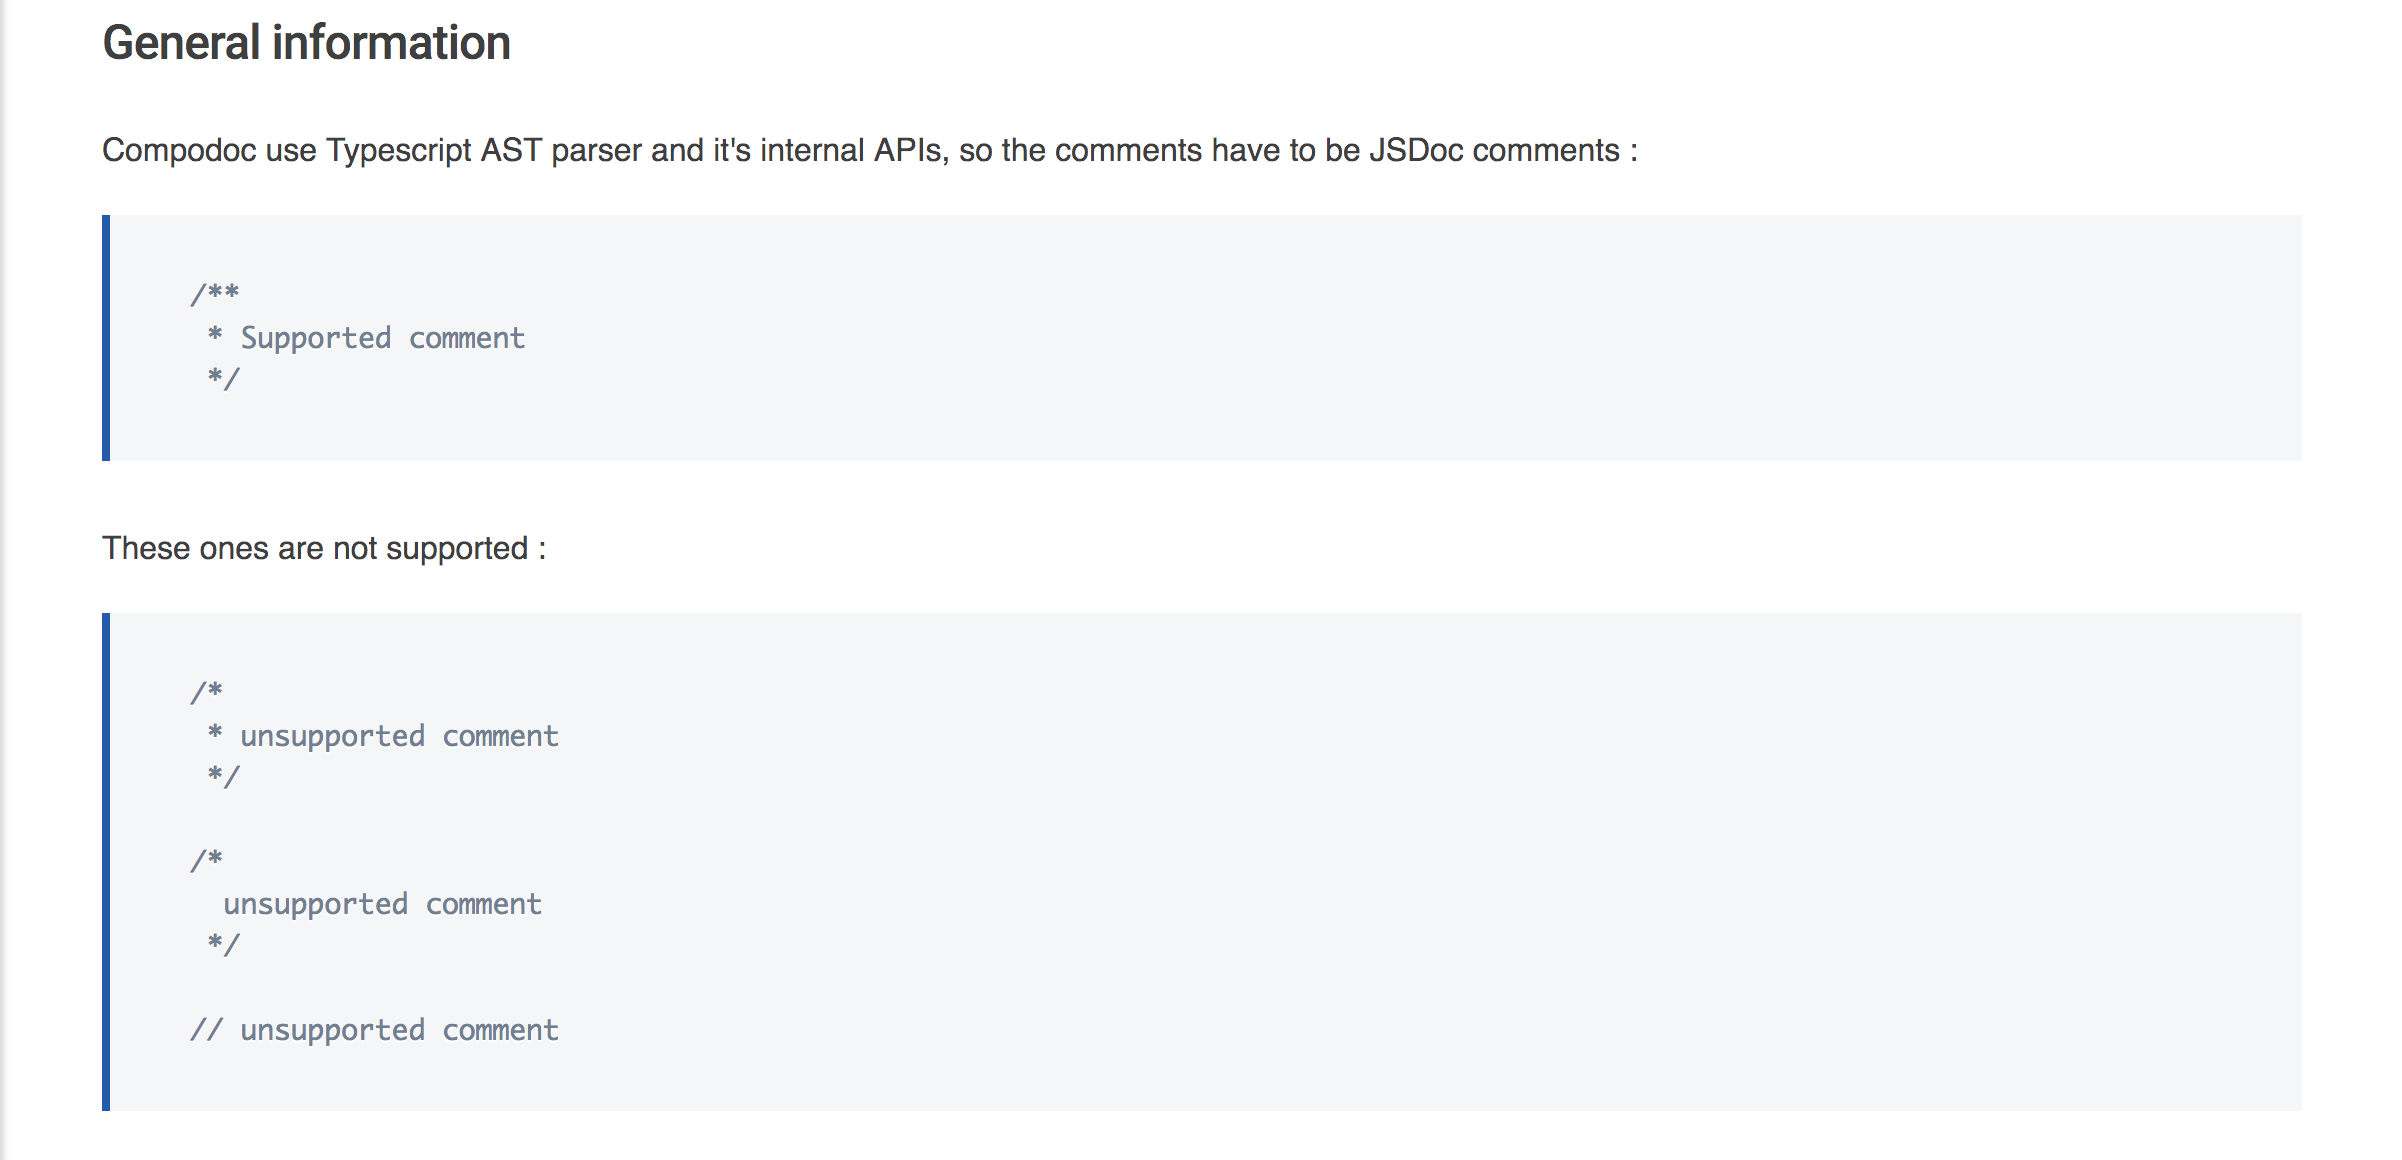 General information
Compodoc use Typescript AST parser and it's internal APIs, so the comments have to be JSDoc comments :
/**
 * Supported comment
 */
These ones are not supported :
/*
 * unsupported comment
 */
/*
  unsupported comment
 */
// unsupported comment